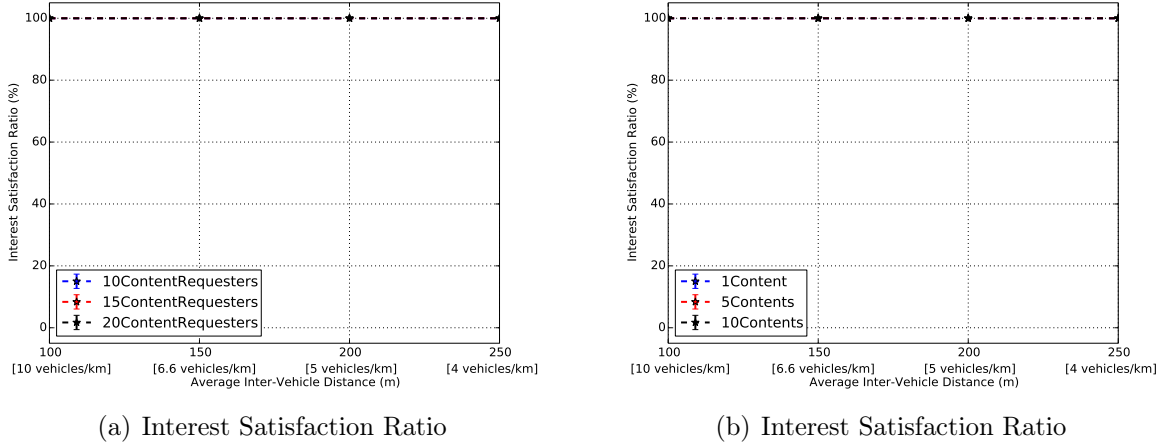 100
80
60
40
20
0
Interest Satisfaction Ratio (%)
10ContentRequesters
15ContentRequesters
20ContentRequesters
100 150 200 250
[10 vehicles/km] [6.6 vehicles/km] [5 vehicles/km] [4 vehicles/km]
Average Inter-Vehicle Distance (m)
(a) Interest Satisfaction Ratio
100
80
60
40
20
0
Interest Satisfaction Ratio (%)
1Content
5Contents
10Contents
100 150 200 250
[10 vehicles/km] [6.6 vehicles/km] [5 vehicles/km] [4 vehicles/km]
Average Inter-Vehicle Distance (m)
(b) Interest Satisfaction Ratio